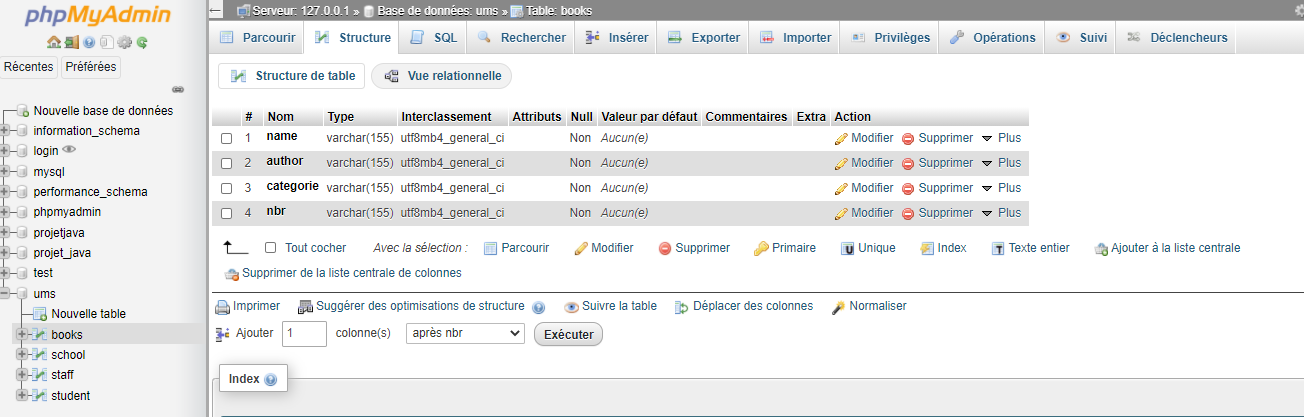 phpMyAdmin
Récentes Préférées
Nouvelle base de données
information_schema
login
mysql
performance_schema
phpmyadmin
projetjava
projet_java
test
ums
Nouvelle table
books
school
staff
student
Serveur: 127.0.0.1 » Base de données: ums » Table: books
Parcourir Structure SQL Rechercher Insérer Exporter Importer Privilèges Opérations Suivi Déclencheurs
Structure de table Vue relationnelle
# Nom Type Interclassement Attributs Null Valeur par défaut Commentaires Extra Action
1 name varchar(155) utf8mb4_general_ci Non Aucun(e) Modifier Supprimer Plus
2 author varchar(155) utf8mb4_general_ci Non Aucun(e) Modifier Supprimer Plus
3 categorie varchar(155) utf8mb4_general_ci Non Aucun(e) Modifier Supprimer Plus
4 nbr varchar(155) utf8mb4_general_ci Non Aucun(e) Modifier Supprimer Plus
Tout cocher Avec la sélection : Parcourir Modifier Supprimer Primaire Unique Index Texte entier Ajouter à la liste centrale
Supprimer de la liste centrale de colonnes
Imprimer Suggérer des optimisations de structure Suivre la table Déplacer des colonnes Normaliser
Ajouter 1 colonne(s) après nbr Exécuter
Index